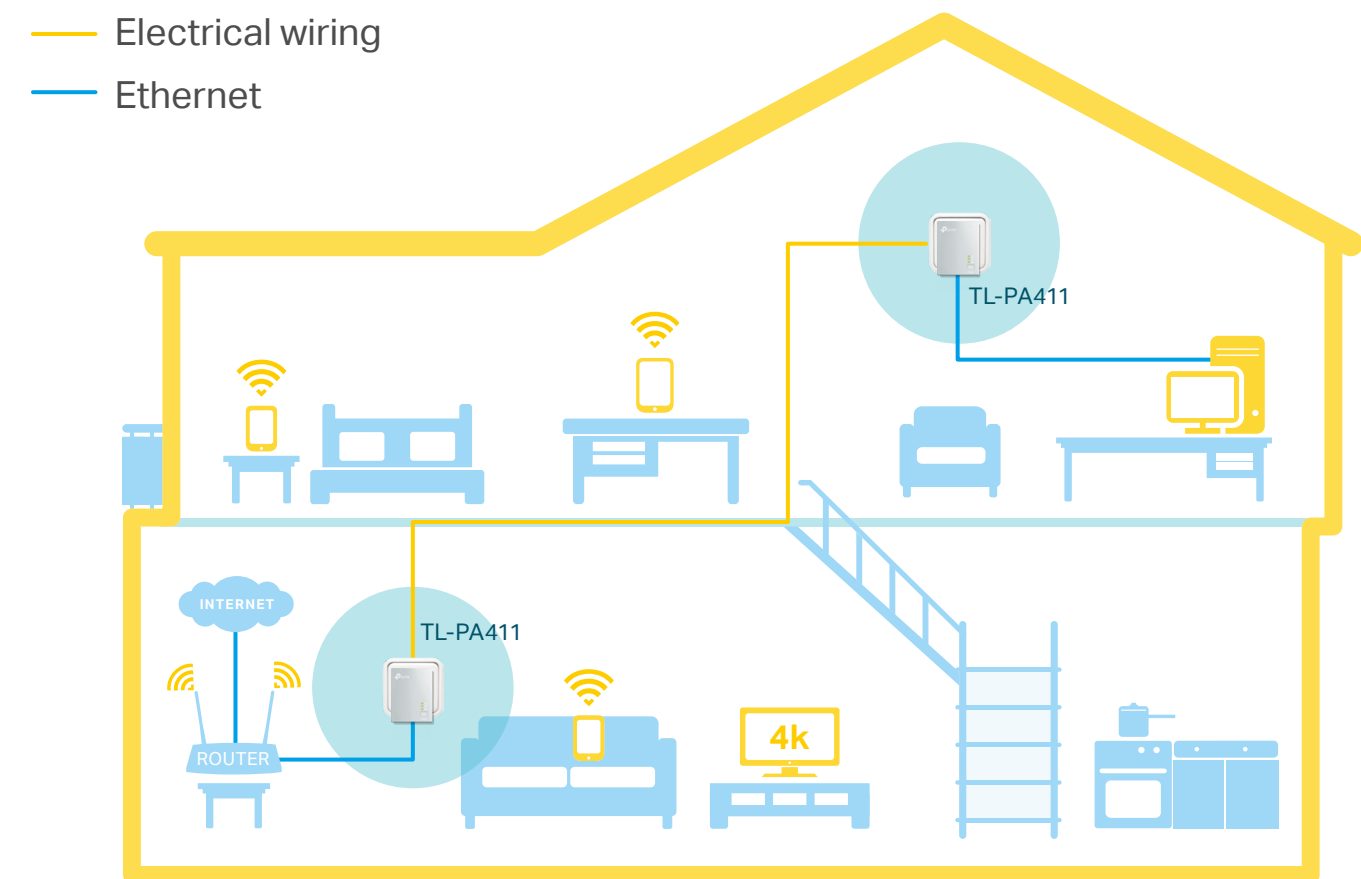 Electrical wiring
Ethernet
TL-PA411
INTERNET
TL-PA411
4k
ROUTER